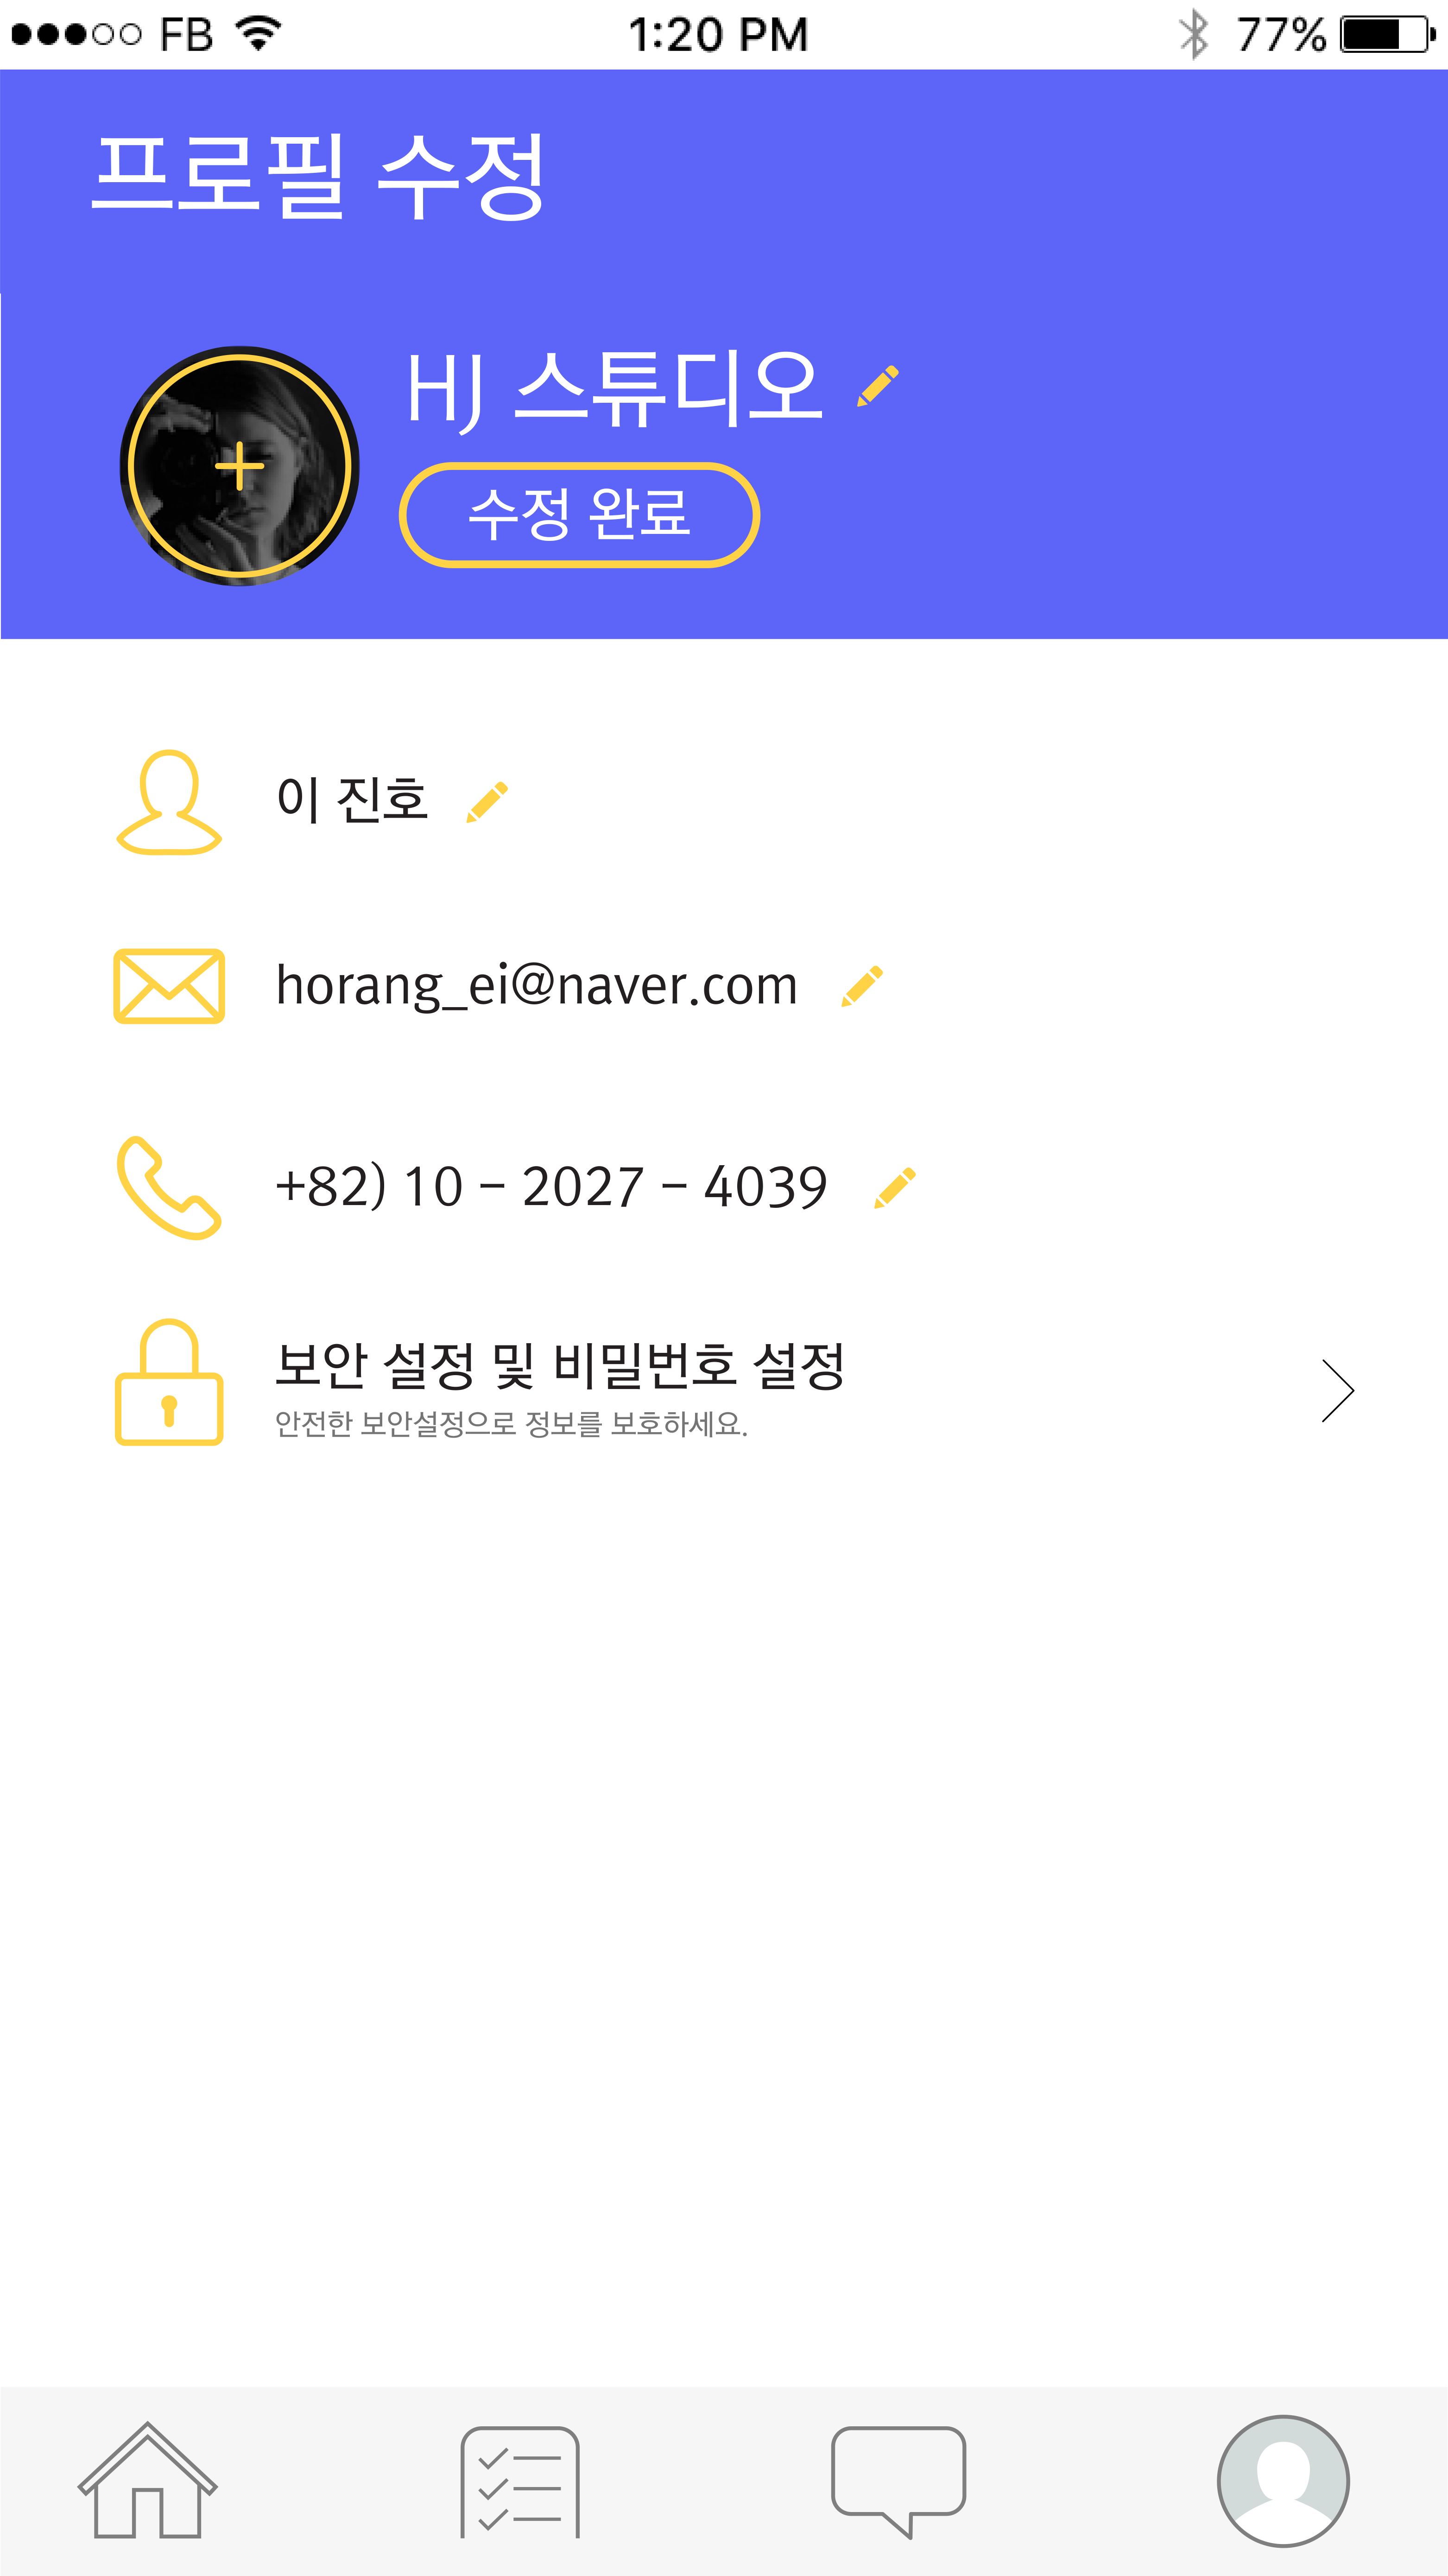 FB 1:20 PM 77%
프로필 수정
HJ 스튜디오
수정 완료
이 진호
horang_ei@naver.com
+82) 10 - 2027 - 4039
보안 설정 및 비밀번호 설정
안전한 보안설정으로 정보를 보호하세요.